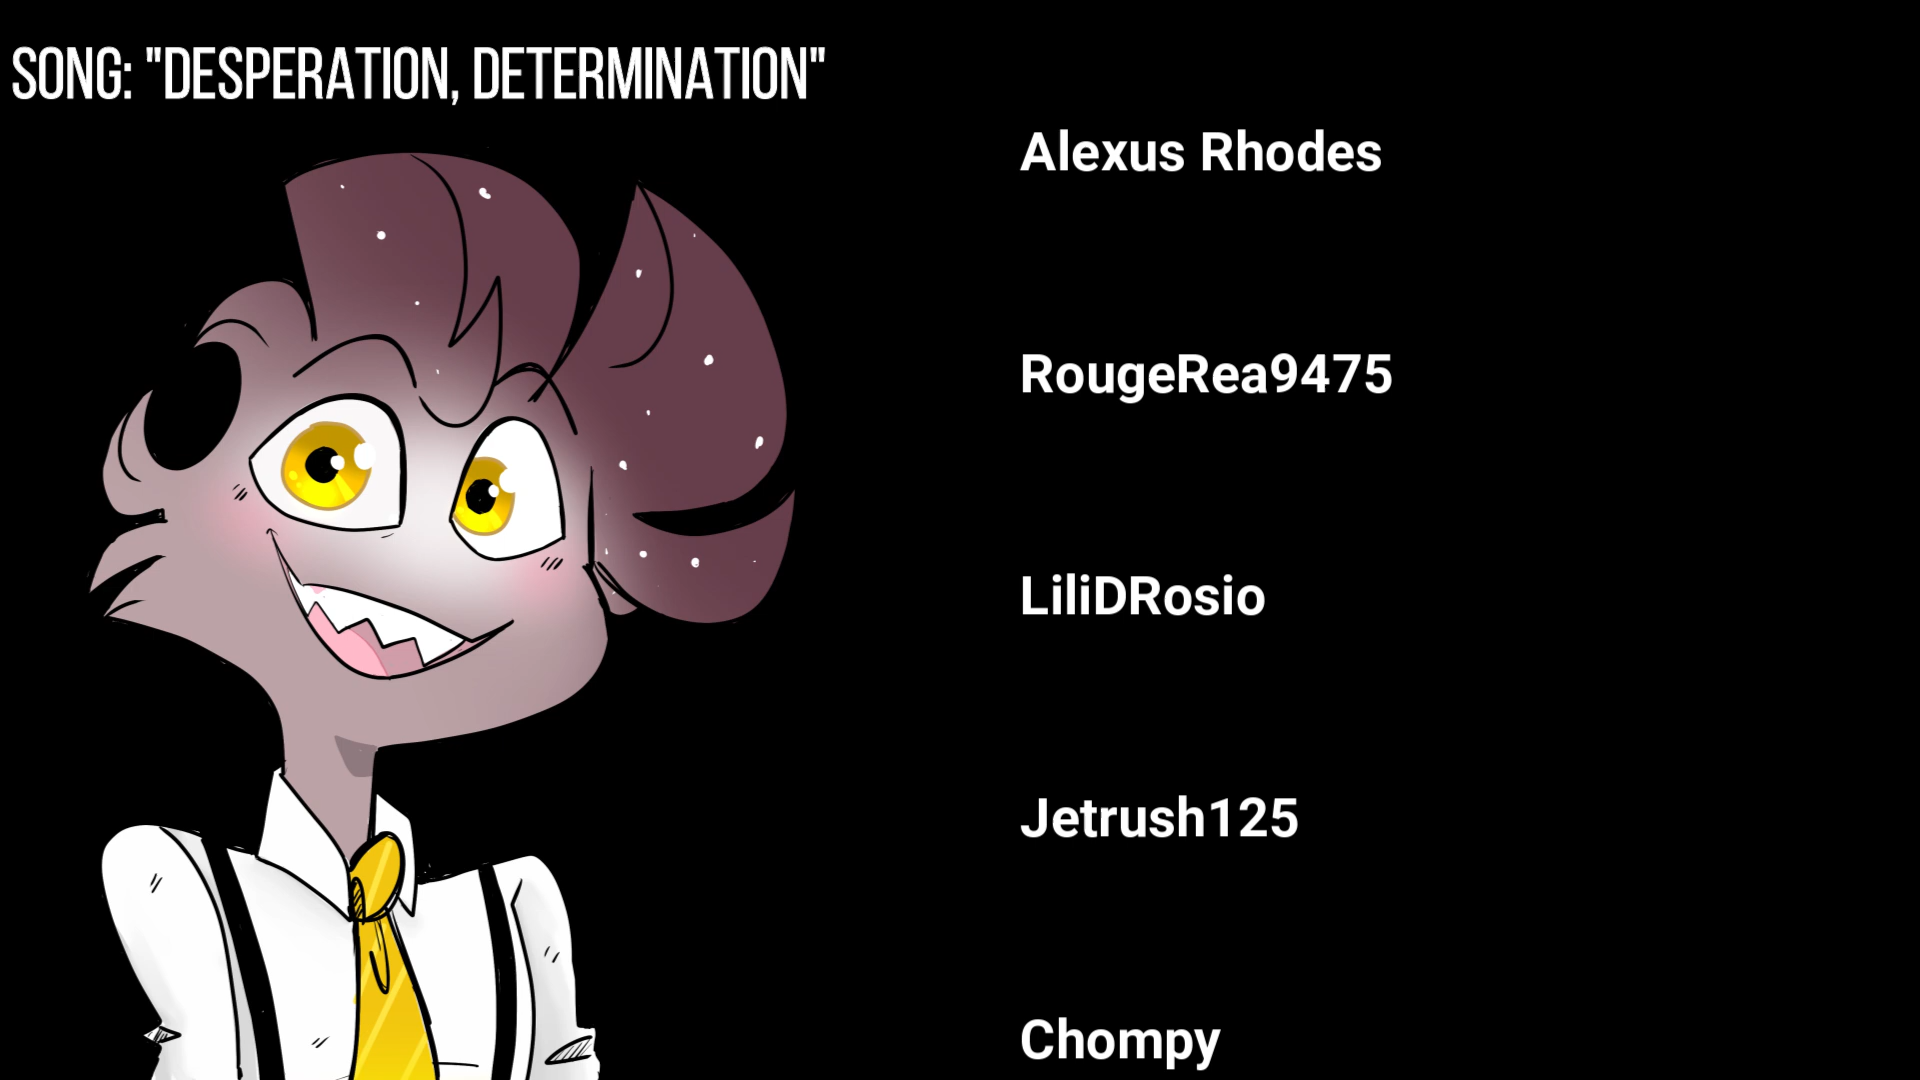 SONG: "DESPERATION, DETERMINATION"
Alexus Rhodes
RougeRea9475
LiliDRosio
Jetrush125
Chompy